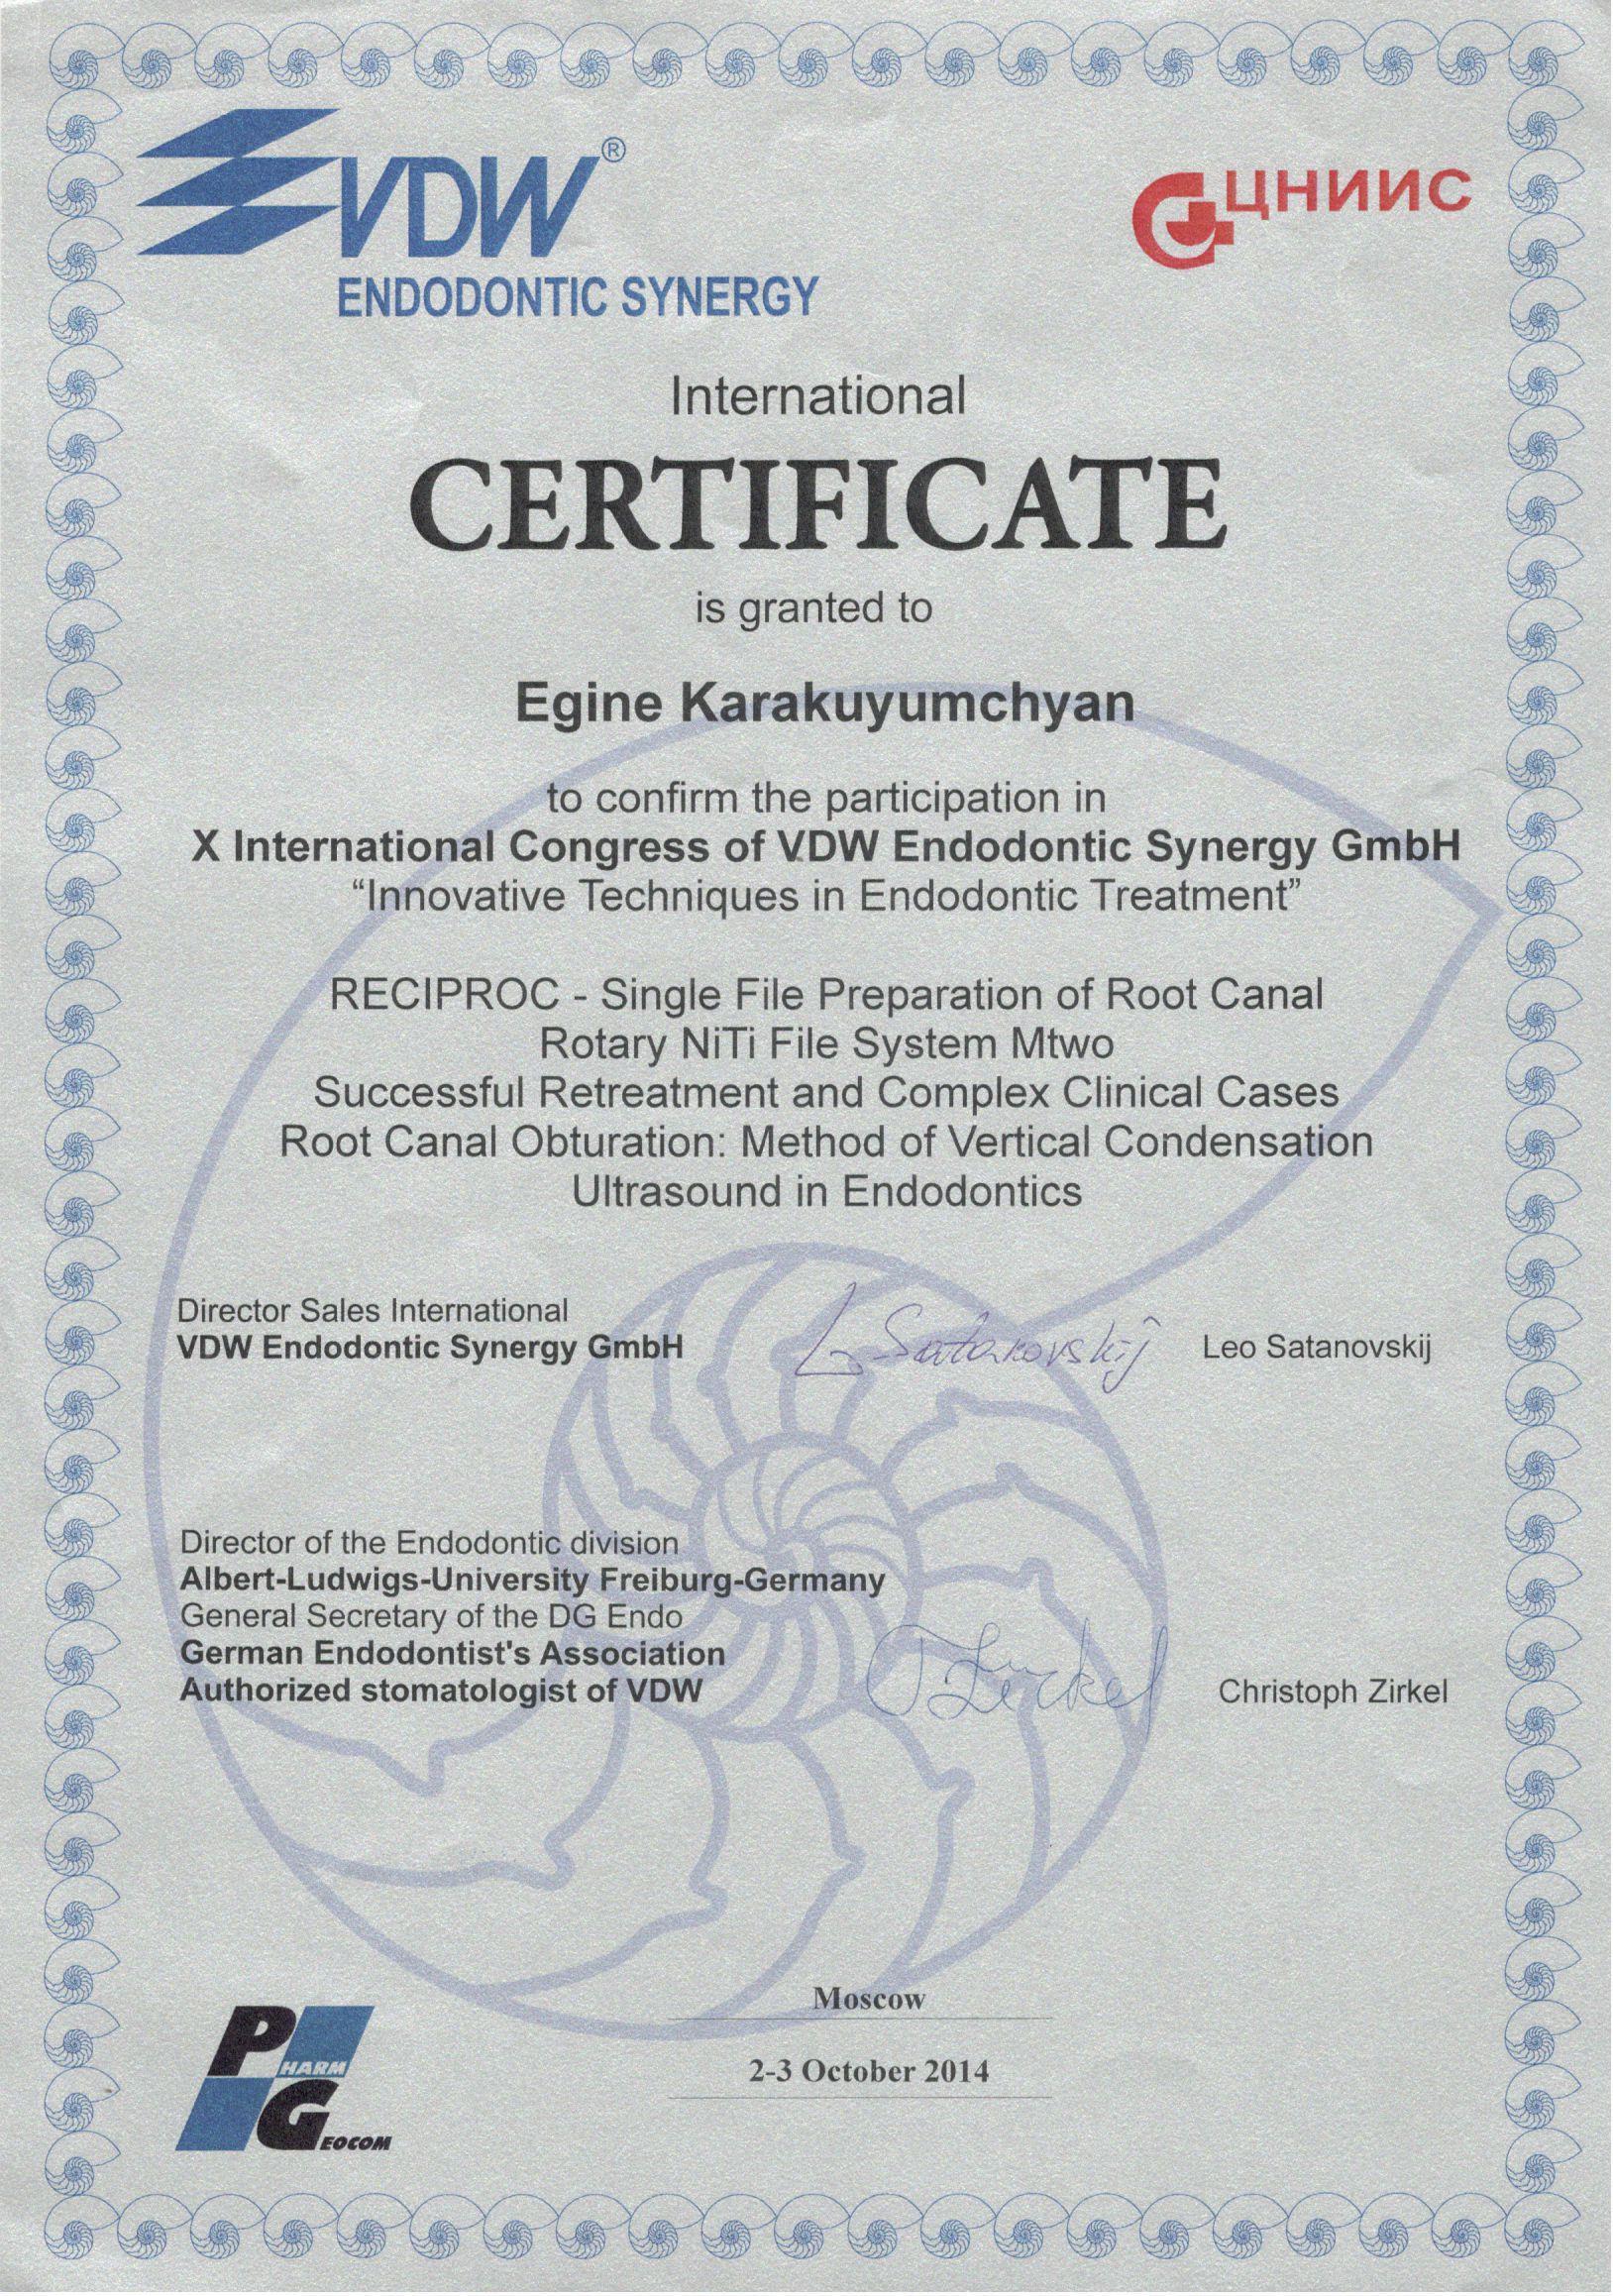 VDW®
ENDODONTIC SYNERGY
ЦНИИС
International
CERTIFICATE
is granted to
Egine Karakuyumchyan
to confirm the participation in
X International Congress of VDW Endodontic Synergy GmbH
“Innovative Techniques in Endodontic Treatment”
RECIPROC - Single File Preparation of Root Canal
Rotary NiTi File System Mtwo
Successful Retreatment and Complex Clinical Cases
Root Canal Obturation: Method of Vertical Condensation
Ultrasound in Endodontics
Director Sales International
VDW Endodontic Synergy GmbH
L Satanovskij
Leo Satanovskij
Director of the Endodontic division
Albert-Ludwigs-University Freiburg-Germany
General Secretary of the DG Endo
German Endodontist's Association
Authorized stomatologist of VDW
Zirkel
Christoph Zirkel
PHARM
GEOCOM
Moscow
2-3 October 2014